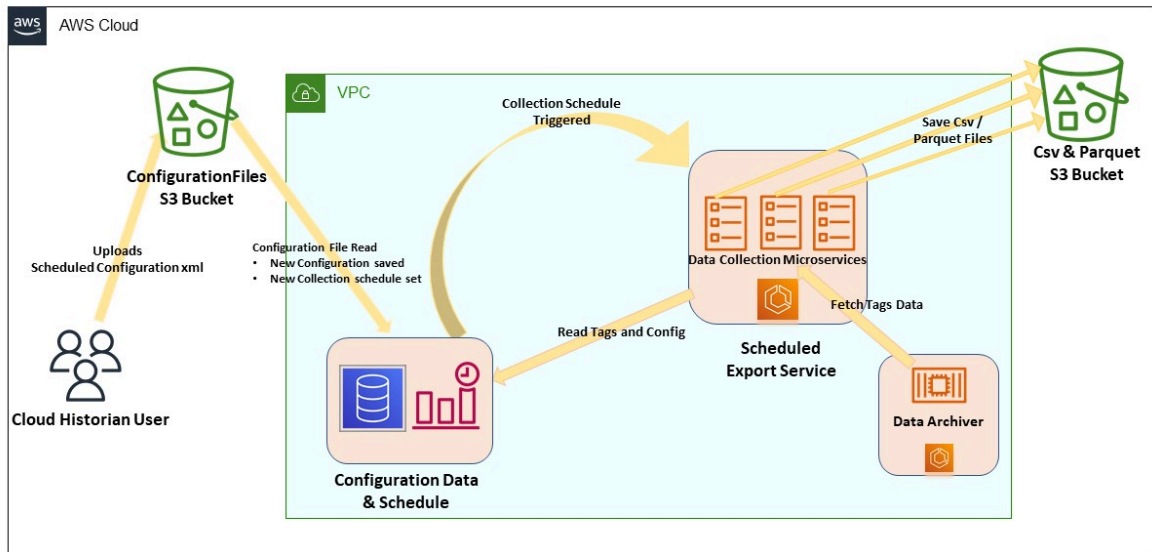 aws
AWS Cloud
VPC
Collection Schedule
Triggered
Save Csv /
Parquet Files
Csv & Parquet
S3 Bucket
ConfigurationFiles
S3 Bucket
Uploads
Scheduled Configuration xml
Configuration File Read
• New Configuration saved
• New Collection schedule set
Data Collection Microservices
Fetch Tags Data
Read Tags and Config
Scheduled
Export Service
Data Archiver
Cloud Historian User
Configuration Data
& Schedule